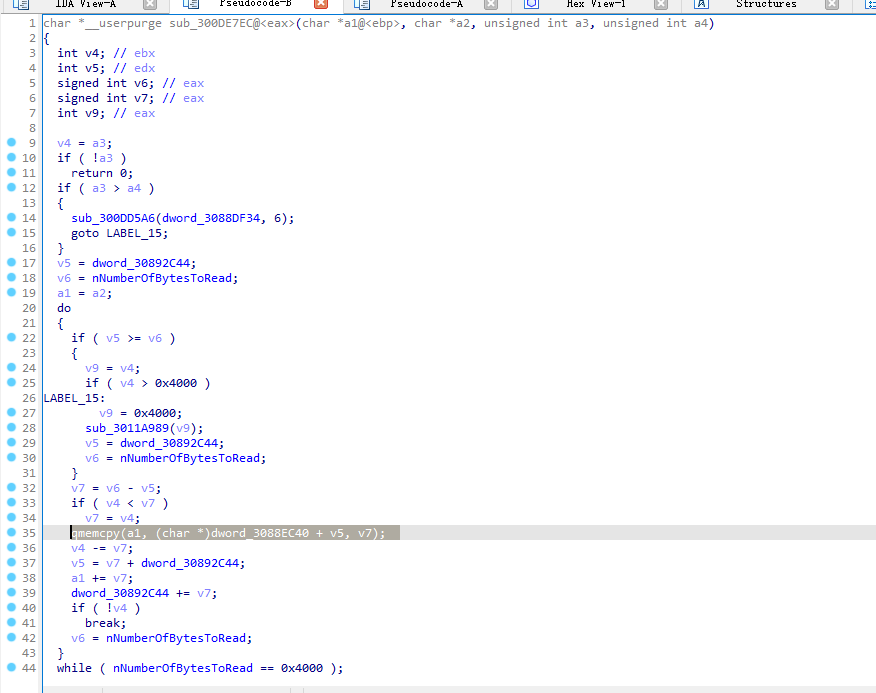 IDA View-A Pseudocode-B Pseudocode-A Hex View-1 Structures
1 char *__userpurge sub_300DE7EC@<eax>(char *a1@<ebp>, char *a2, unsigned int a3, unsigned int a4)
2 {
3 int v4; // ebx
4 int v5; // edx
5 signed int v6; // eax
6 signed int v7; // eax
7 int v9; // eax
8
9 v4 = a3;
10 if ( !a3 )
11 return 0;
12 if ( a3 > a4 )
13 {
14 sub_300DD5A6(dword_3088DF34, 6);
15 goto LABEL_15;
16 }
17 v5 = dword_30892C44;
18 v6 = nNumberOfBytesToRead;
19 a1 = a2;
20 do
21 {
22 if ( v5 >= v6 )
23 {
24 v9 = v4;
25 if ( v4 > 0x4000 )
26 LABEL_15:
27 v9 = 0x4000;
28 sub_3011A989(v9);
29 v5 = dword_30892C44;
30 v6 = nNumberOfBytesToRead;
31 }
32 v7 = v6 - v5;
33 if ( v4 < v7 )
34 v7 = v4;
35 qmemcpy(a1, (char *)dword_3088EC40 + v5, v7);
36 v4 -= v7;
37 v5 = v7 + dword_30892C44;
38 a1 += v7;
39 dword_30892C44 += v7;
40 if ( !v4 )
41 break;
42 v6 = nNumberOfBytesToRead;
43 }
44 while ( nNumberOfBytesToRead == 0x4000 );